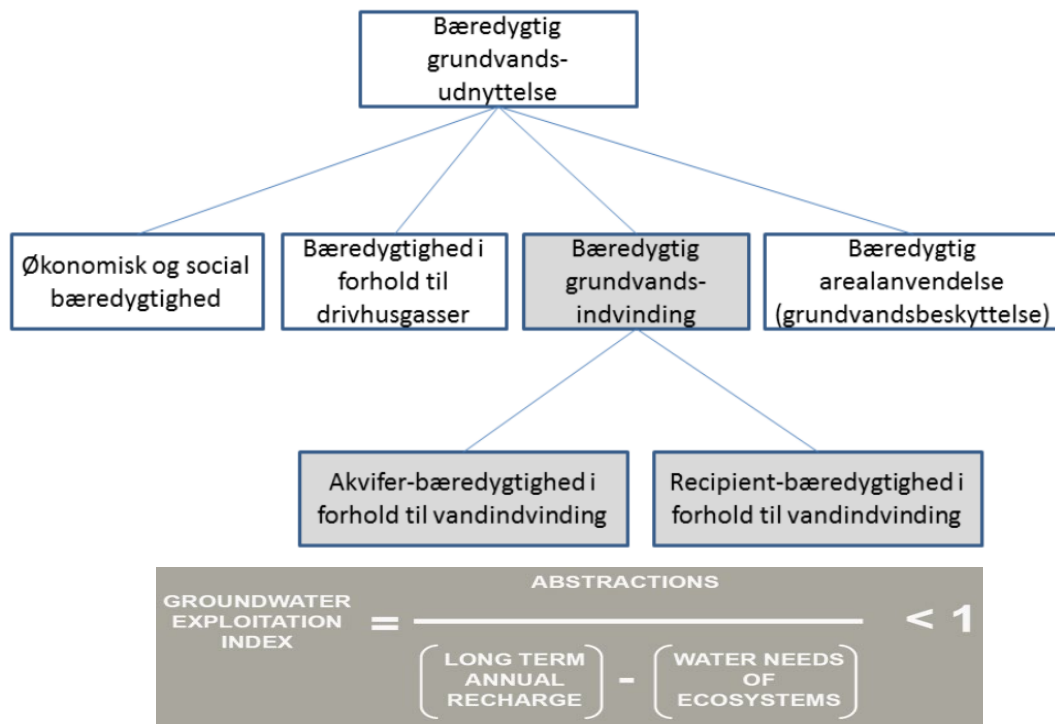 Bæredygtig
grundvands-
udnyttelse
Økonomisk og social
bæredygtighed
Bæredygtighed i
forhold til
drivhusgasser
Bæredygtig
grundvands-
indvinding
Bæredygtig
arealanvendelse
(grundvandsbeskyttelse)
Akvifer-bæredygtighed i
forhold til vandindvinding
Recipient-bæredygtighed i
forhold til vandindvinding
GROUNDWATER
EXPLOITATION
INDEX
=
ABSTRACTIONS
LONG TERM
ANNUAL
RECHARGE
-
WATER NEEDS
OF
ECOSYSTEMS
< 1